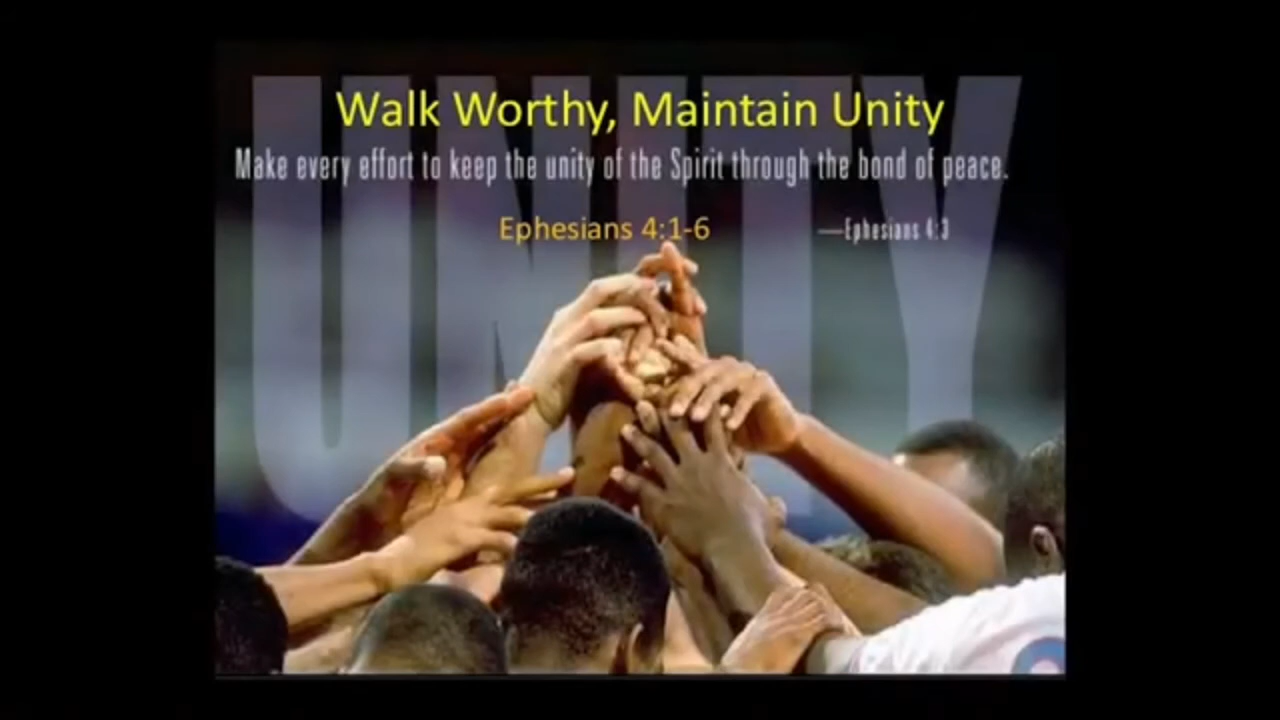 UNITY
Walk Worthy, Maintain Unity
Make every effort to keep the unity of the Spirit through the bond of peace.
Ephesians 4:1-6
—Ephesians 4:3